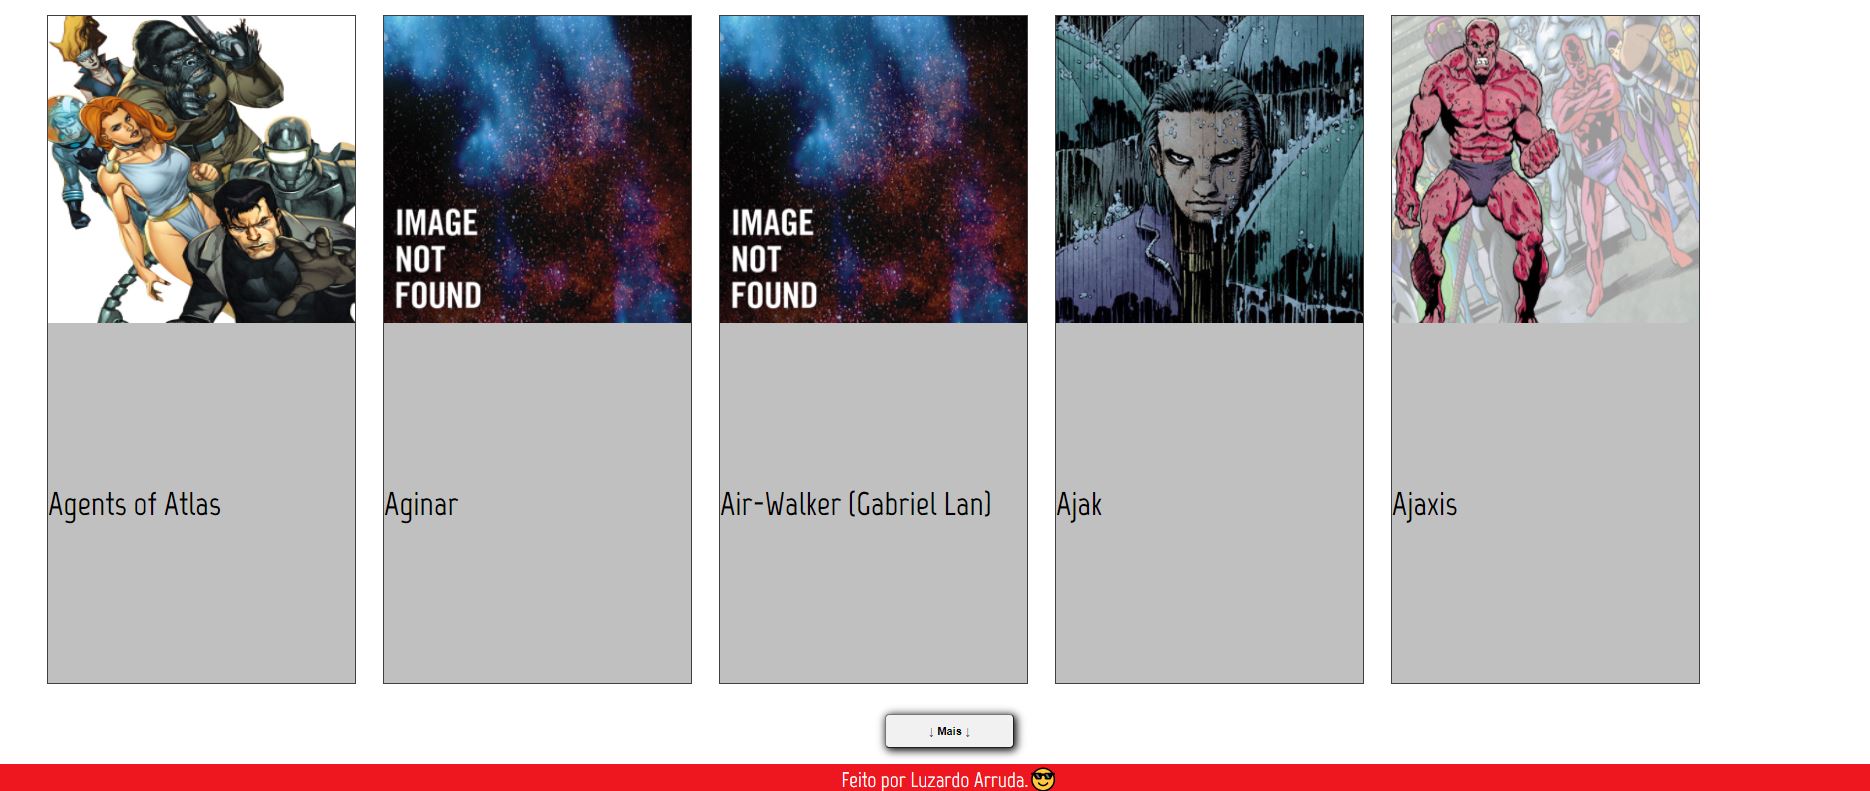 IMAGE
NOT
FOUND
IMAGE
NOT
FOUND
Agents of Atlas
Aginar
Air-Walker (Gabriel Lan)
Ajak
Ajaxis
↓ Mais ↓
Feito por Luzardo Arruda. 😎